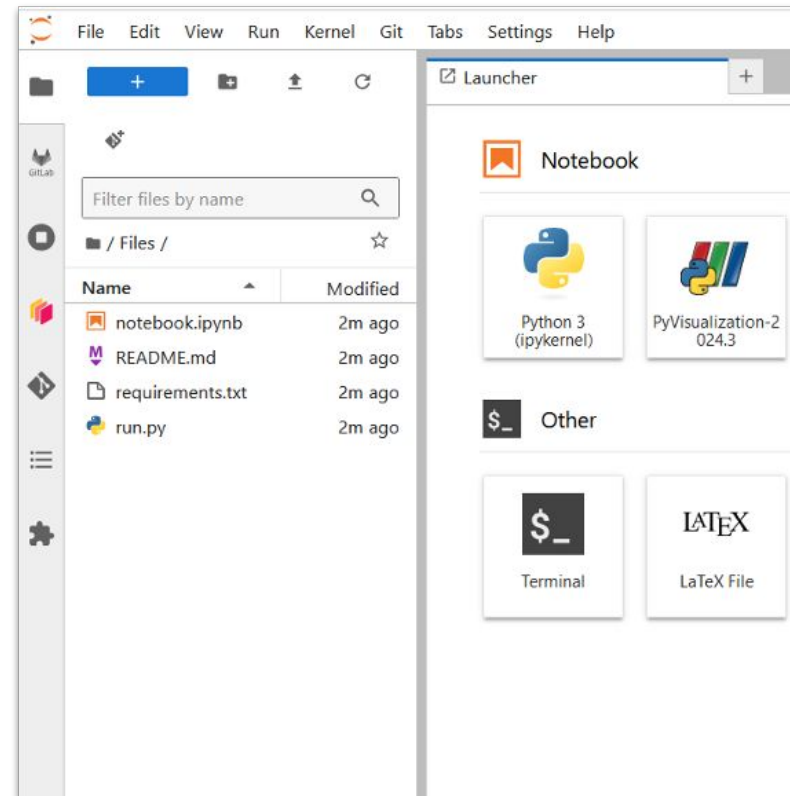 File Edit View Run Kernel Git Tabs Settings Help
+
GitLab
Filter files by name
/ Files /
Name Modified
notebook.ipynb 2m ago
M README.md 2m ago
requirements.txt 2m ago
run.py 2m ago
Launcher +
Notebook
Python 3
(ipykernel)
PyVisualization-2
024.3
$_ Other
$_
Terminal
LATEX
LaTeX File